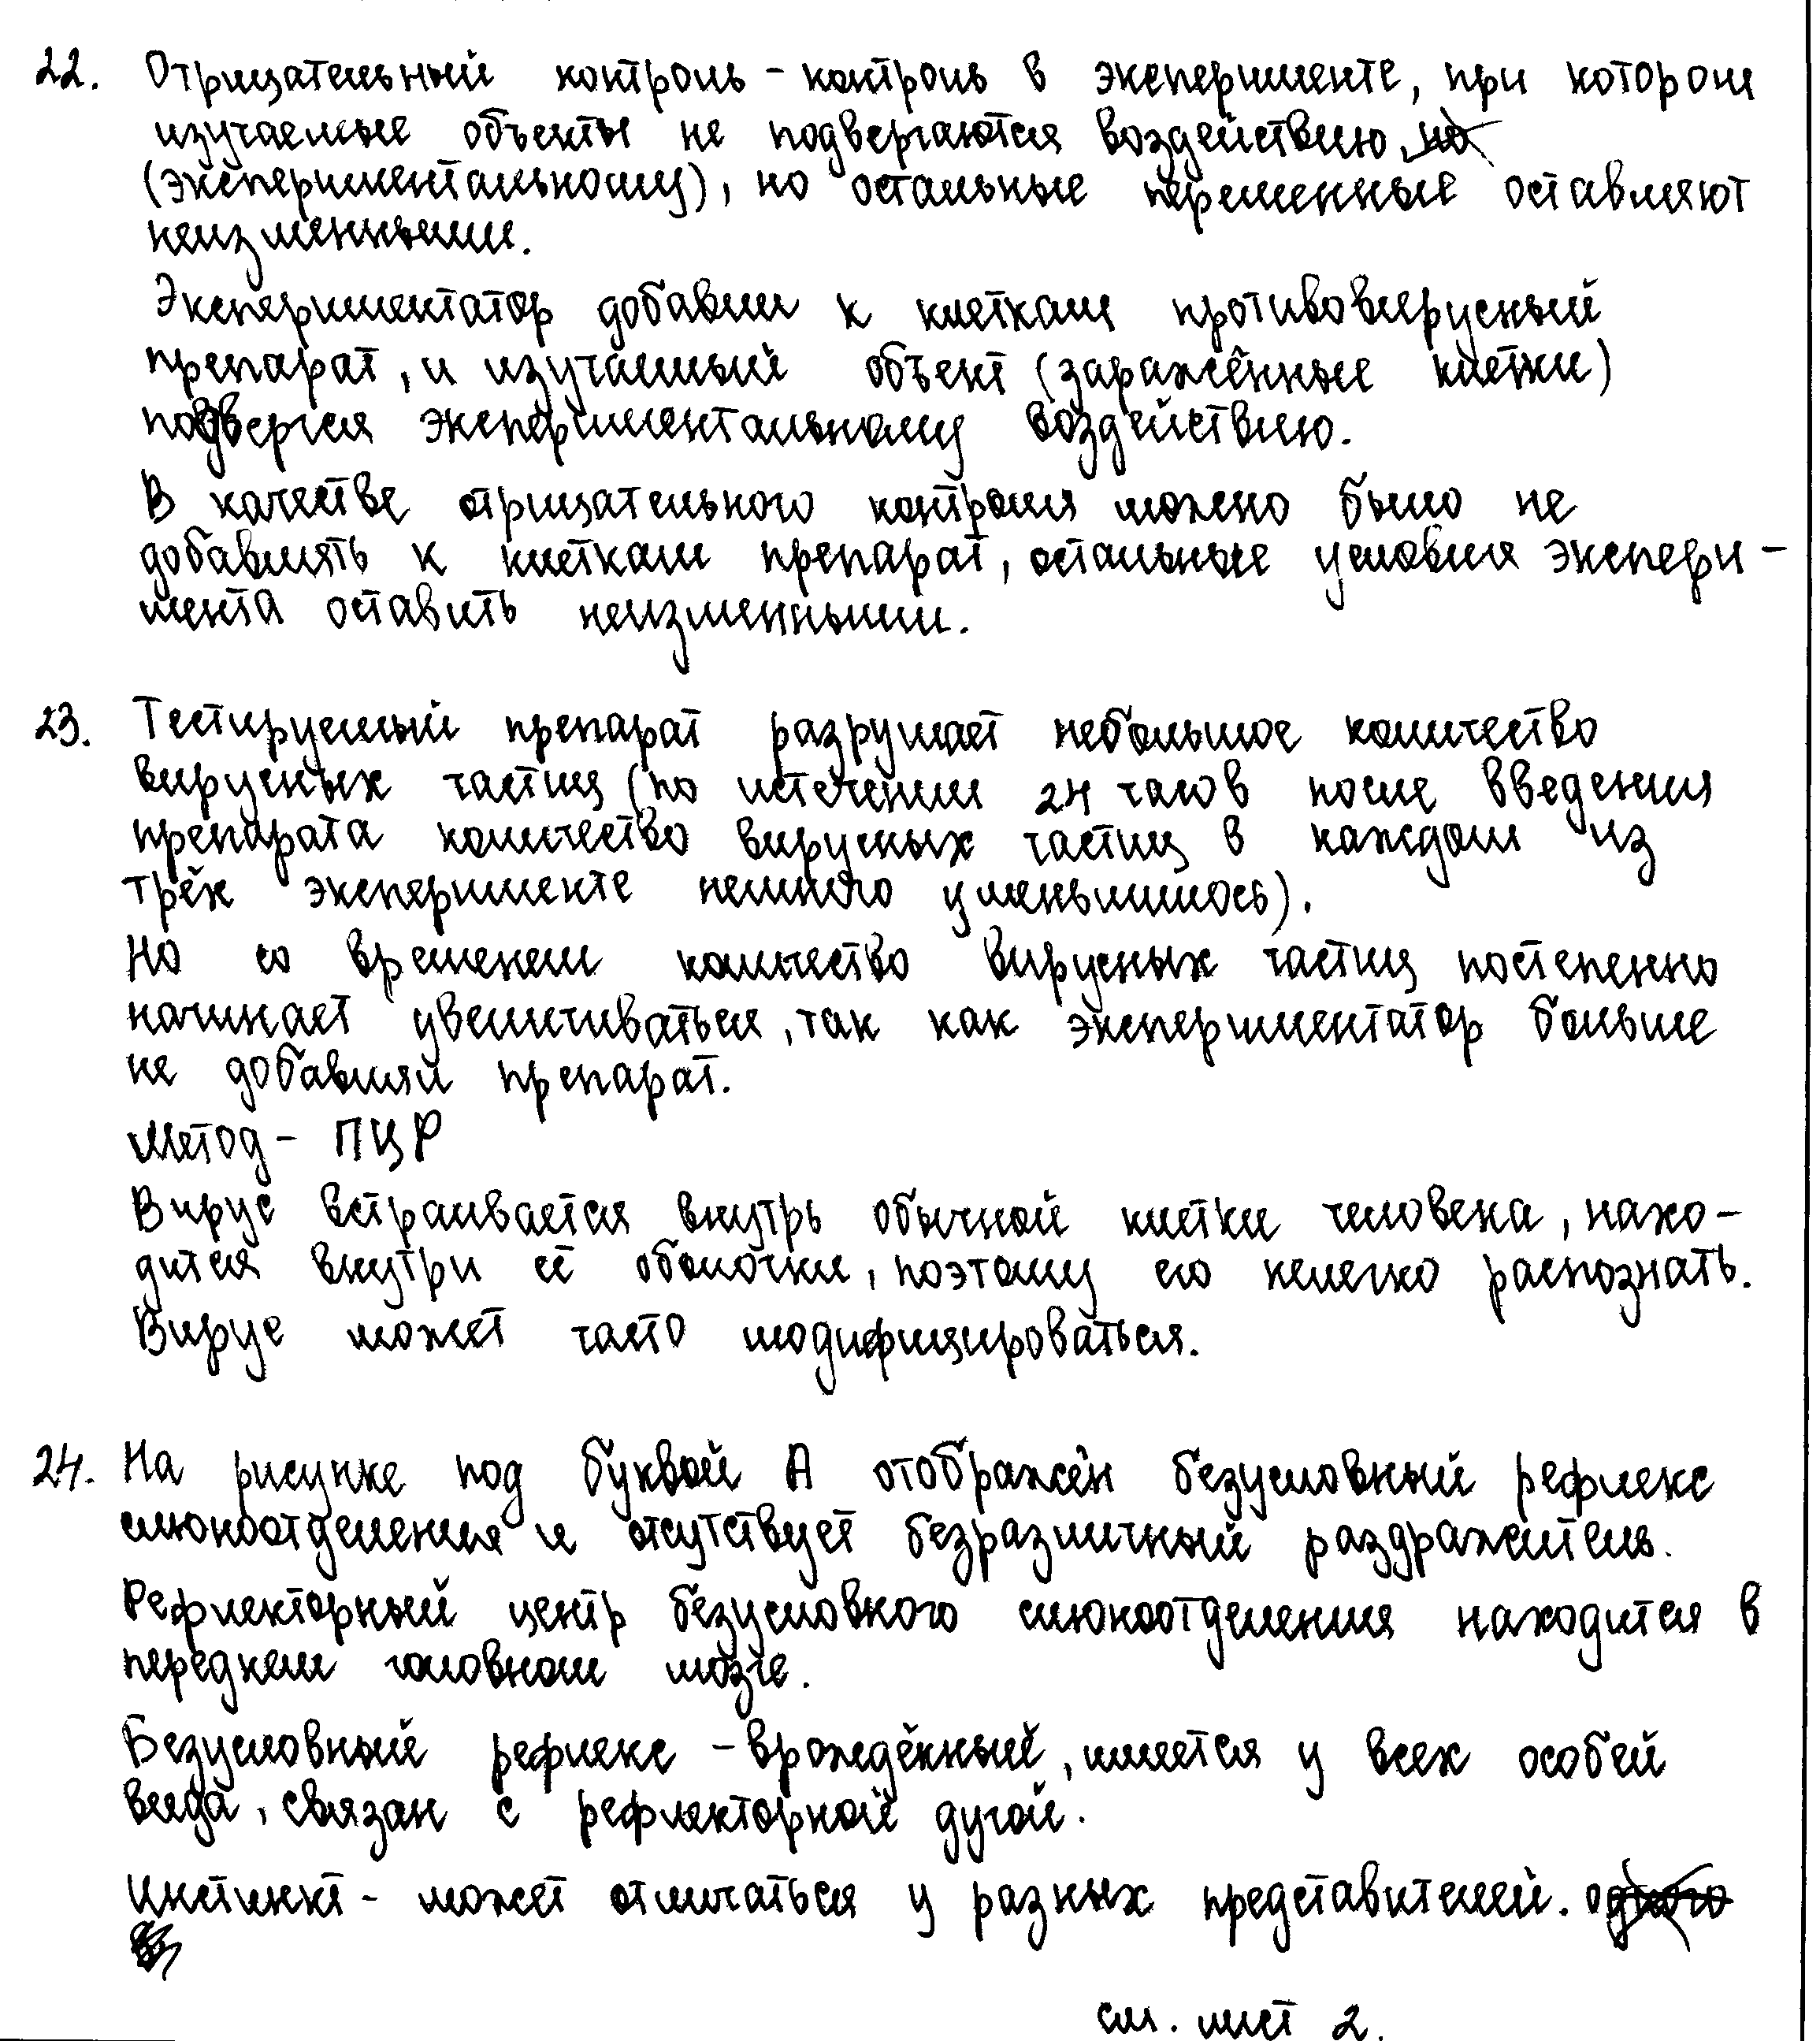 22. Отрицательный контроль - контроль в эксперименте, при котором
изучаемые объекты не подвергаются воздействию, но
(экспериментальному), но остальные переменные оставляют
неизменными.
Экспериментатор добавил к клеткам противовирусный
препарат, и изучаемый объект (заражённые клетки)
подвергся экспериментальному воздействию.
В качестве отрицательного контроля можно было не
добавлять к клеткам препарат, остальные условия экспери-
мента оставить неизменными.
23. Тестируемый препарат разрушает небольшое количество
вирусных частиц (по истечении 24 часов после введения
препарата количество вирусных частиц в каждом из
трёх эксперименте немного уменьшилось).
Но со временем количество вирусных частиц постепенно
начинает увеличиваться, так как экспериментатор больше
не добавлял препарат.
Метод - ПЦР
Вирус встраивается внутрь обычной клетки человека, нахо-
дится внутри её оболочки, поэтому его нелегко распознать.
Вирус может часто модифицироваться.
24. На рисунке под буквой А отображён безусловный рефлекс
слюноотделения и отсутствует безразличный раздражитель.
Рефлекторный центр безусловного слюноотделения находится в
переднем головном мозге.
Безусловный рефлекс - врождённый, имеется у всех особей
вида, связан с рефлекторной дугой.
Инстинкт - может отличаться у разных представителей. одного
см. лист 2.